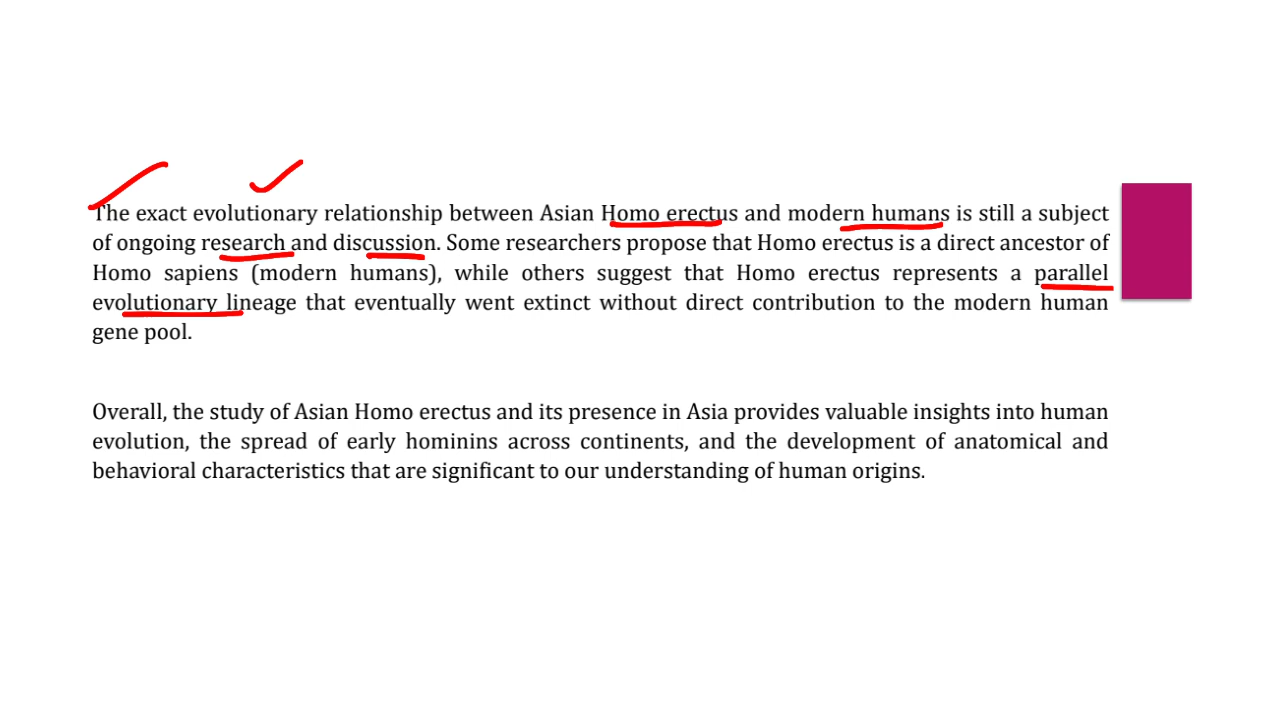 The exact evolutionary relationship between Asian Homo erectus and modern humans is still a subject
of ongoing research and discussion. Some researchers propose that Homo erectus is a direct ancestor of
Homo sapiens (modern humans), while others suggest that Homo erectus represents a parallel
evolutionary lineage that eventually went extinct without direct contribution to the modern human
gene pool.
Overall, the study of Asian Homo erectus and its presence in Asia provides valuable insights into human
evolution, the spread of early hominins across continents, and the development of anatomical and
behavioral characteristics that are significant to our understanding of human origins.